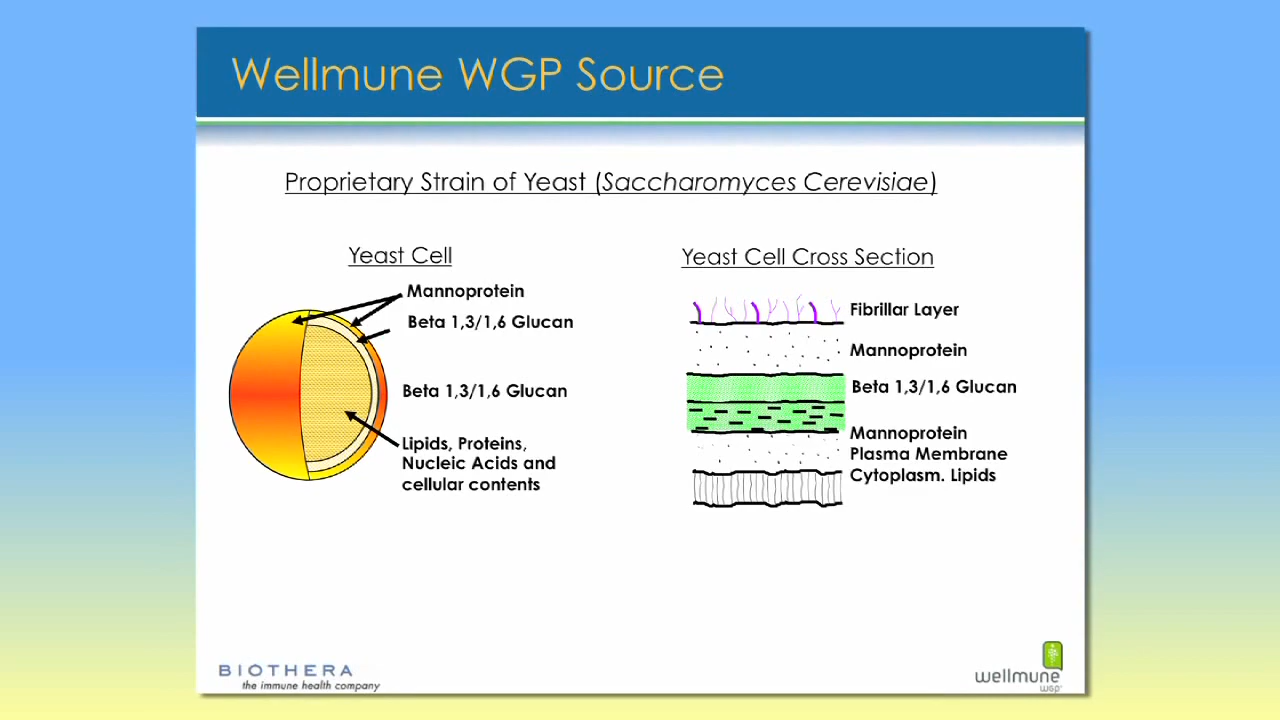 Wellmune WGP Source
Proprietary Strain of Yeast (Saccharomyces Cerevisiae)
Yeast Cell
Mannoprotein
Beta 1,3/1,6 Glucan
Beta 1,3/1,6 Glucan
Lipids, Proteins,
Nucleic Acids and
cellular contents
Yeast Cell Cross Section
Fibrillar Layer
Mannoprotein
Beta 1,3/1,6 Glucan
Mannoprotein
Plasma Membrane
Cytoplasm. Lipids
BIOTHERA
the immune health company
wellmune
WGP